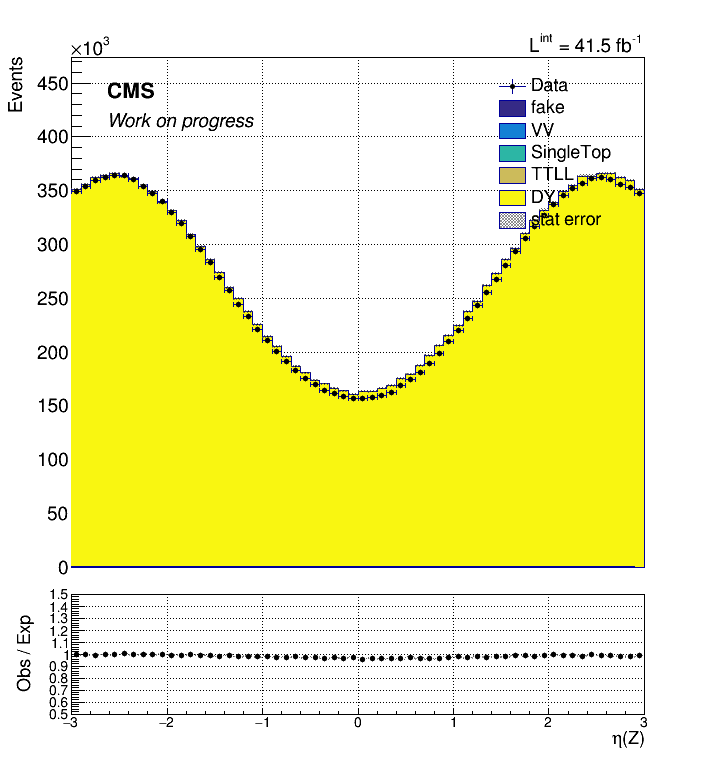 ×10³
L^int = 41.5 fb⁻¹
Events
CMS
Work on progress
Data
fake
VV
SingleTop
TTLL
DY
stat error
450
400
350
300
250
200
150
100
50
0
Obs / Exp
1.5
1.4
1.3
1.2
1.1
1
0.9
0.8
0.7
0.6
0.5
−3 −2 −1 0 1 2 3
η(Z)